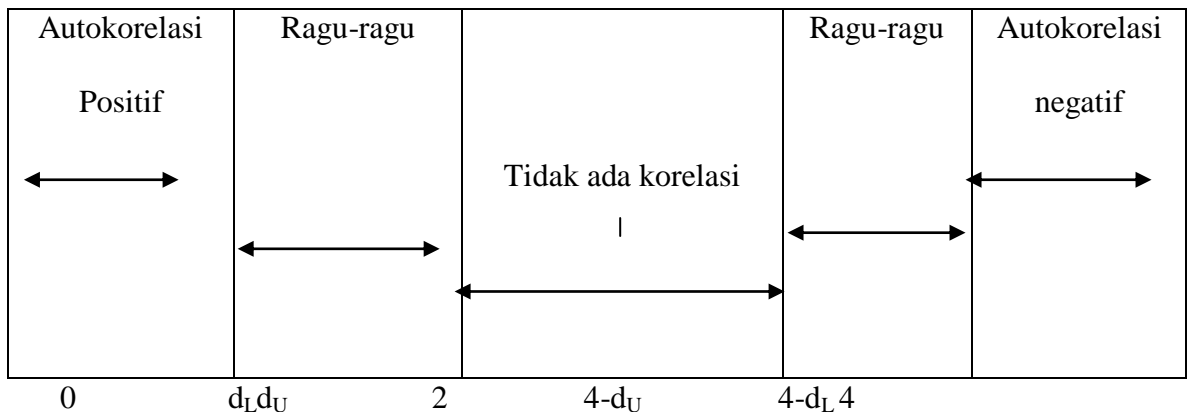 Autokorelasi Ragu-ragu Ragu-ragu Autokorelasi
Positif negatif
Tidak ada korelasi
0 dLdU 2 4-dU 4-dL 4